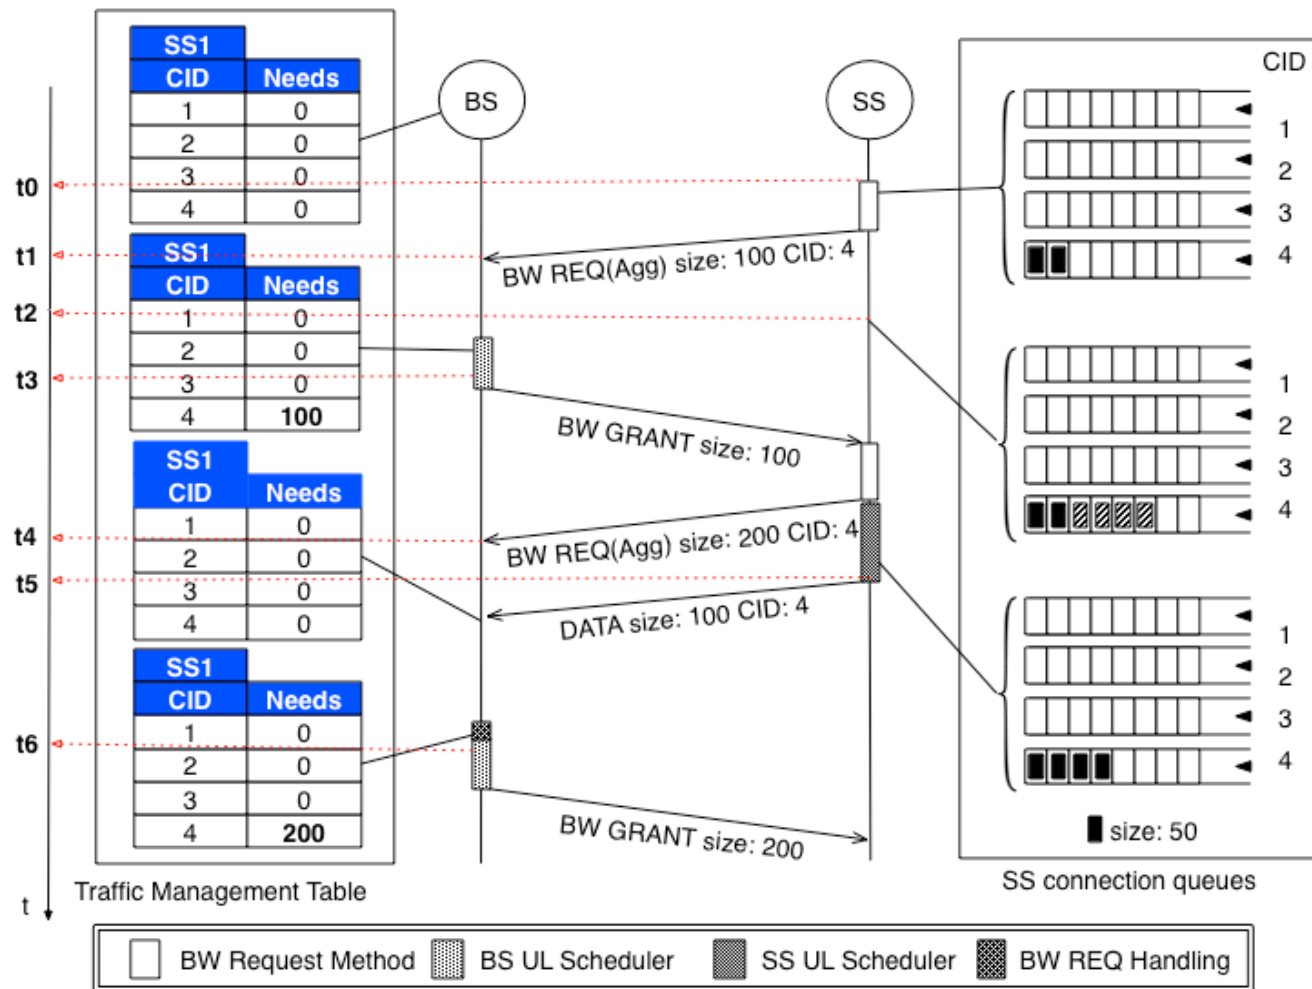 SS1
CID Needs
1 0
2 0
3 0
4 0
SS1
CID Needs
1 0
2 0
3 0
4 100
SS1
CID Needs
1 0
2 0
3 0
4 0
SS1
CID Needs
1 0
2 0
3 0
4 200
Traffic Management Table
t0
t1
t2
t3
t4
t5
t6
t
BS
SS
BW REQ(Agg) size: 100 CID: 4
BW GRANT size: 100
BW REQ(Agg) size: 200 CID: 4
DATA size: 100 CID: 4
BW GRANT size: 200
CID
1
2
3
4
1
2
3
4
1
2
3
4
size: 50
SS connection queues
BW Request Method BS UL Scheduler SS UL Scheduler BW REQ Handling